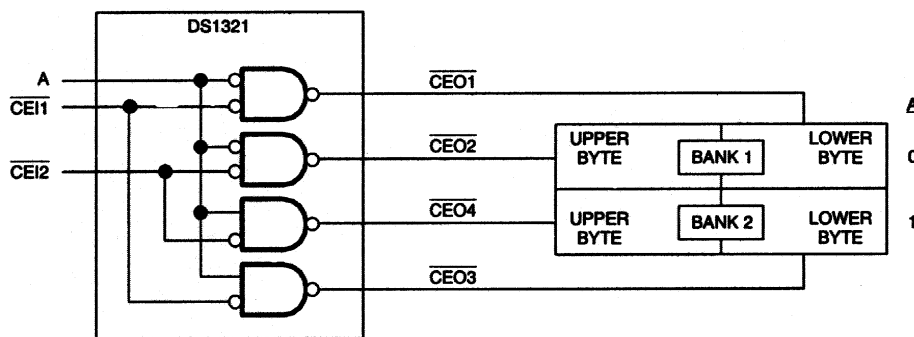 DS1321
A
CEI1
CEI2
CEO1
CEO2
CEO4
CEO3
UPPER BYTE
BANK 1
LOWER BYTE
0
UPPER BYTE
BANK 2
LOWER BYTE
1